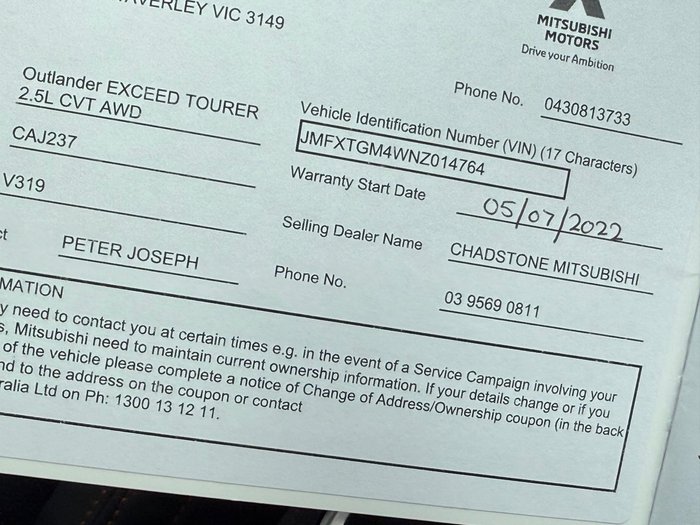 VERLEY VIC 3149
MITSUBISHI
MOTORS
Drive your Ambition
Phone No. 0430813733
Outlander EXCEED TOURER
2.5L CVT AWD
Vehicle Identification Number (VIN) (17 Characters)
JMFXTGM4WNZ014764
CAJ237
Warranty Start Date 05/07/2022
V319
Selling Dealer Name CHADSTONE MITSUBISHI
ct PETER JOSEPH
Phone No. 03 9569 0811
MATION
y need to contact you at certain times e.g. in the event of a Service Campaign involving your
s, Mitsubishi need to maintain current ownership information. If your details change or if you
of the vehicle please complete a notice of Change of Address/Ownership coupon (in the back
nd to the address on the coupon or contact
ralia Ltd on Ph: 1300 13 12 11.